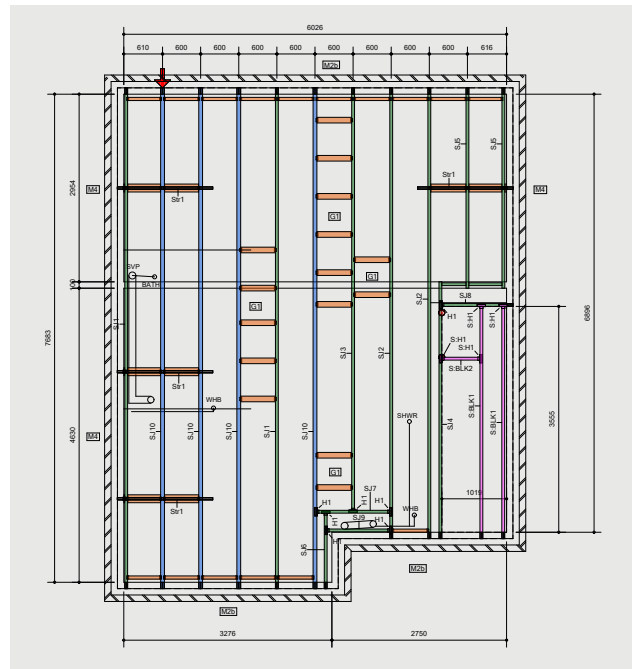 6026
610 600 600 600 600 600 600 600 600 616
M2b
SJ5 SJ5
2954
M4 Str1 Str1 M4
G1
SVP
BATH
G1
100
SJ8
G1
SJ1
SJ2
S:H1 S:H1
H1
6896
7683
S:H1
S:H1
S:BLK2
SJ3 SJ2
Str1
WHB
3555
SJ4
S:BLK1 S:BLK1
SHWR
M4
4630
SJ10 SJ10 SJ10 SJ1
G1
SJ7
H1
H1 H1
1019
Str1
H1
SJ9
H1
WHB
H1
SJ6
M2b
M2b
3276 2750